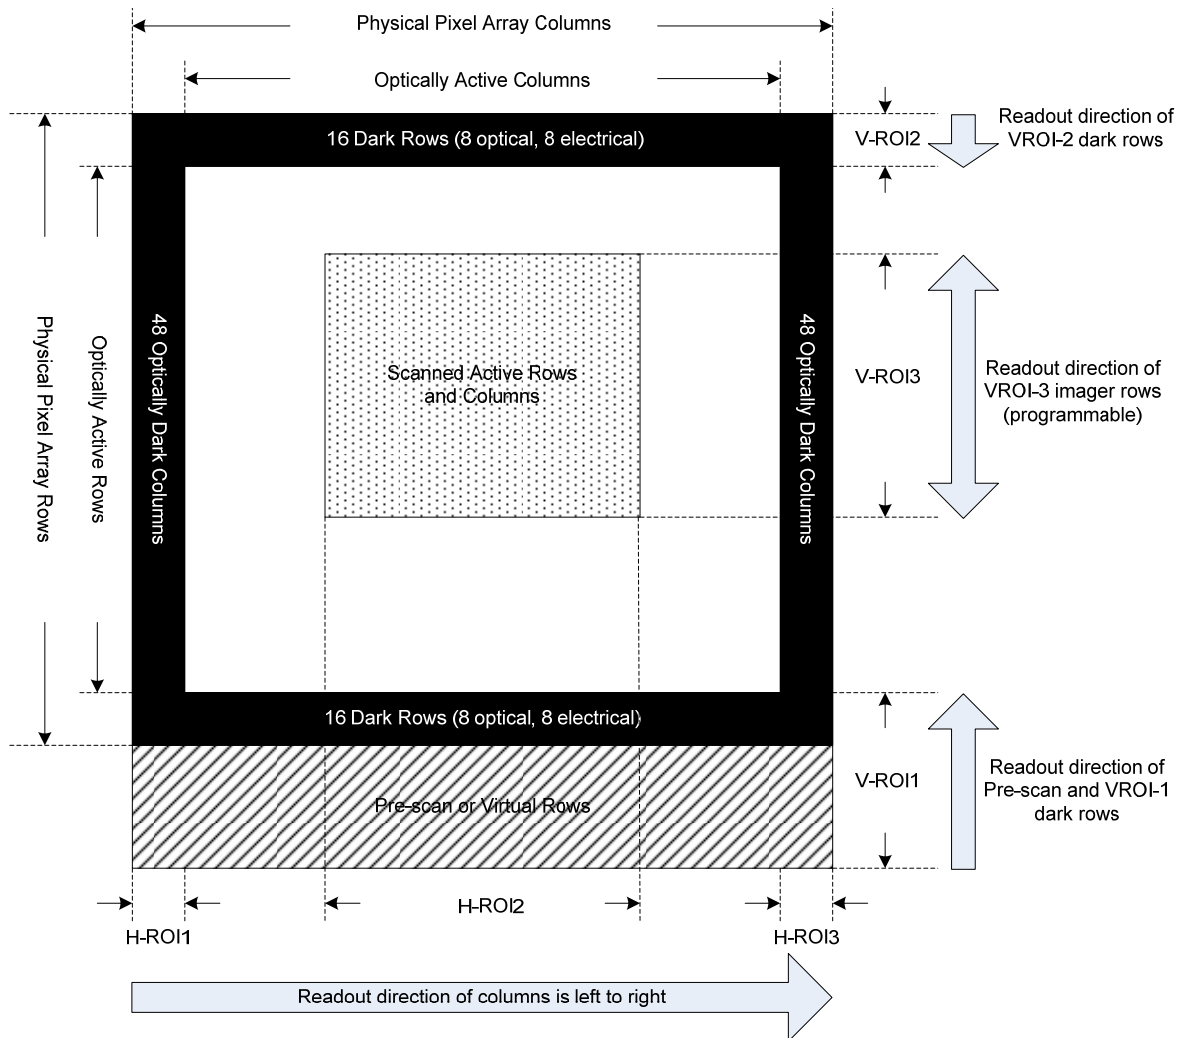 Physical Pixel Array Columns
Optically Active Columns
16 Dark Rows (8 optical, 8 electrical)
V-ROI2
Readout direction of
VROI-2 dark rows
Physical Pixel Array Rows
Optically Active Rows
48 Optically Dark Columns
Scanned Active Rows
and Columns
48 Optically Dark Columns
V-ROI3
Readout direction of
VROI-3 imager rows
(programmable)
16 Dark Rows (8 optical, 8 electrical)
Pre-scan or Virtual Rows
V-ROI1
Readout direction of
Pre-scan and VROI-1
dark rows
H-ROI1
H-ROI2
H-ROI3
Readout direction of columns is left to right